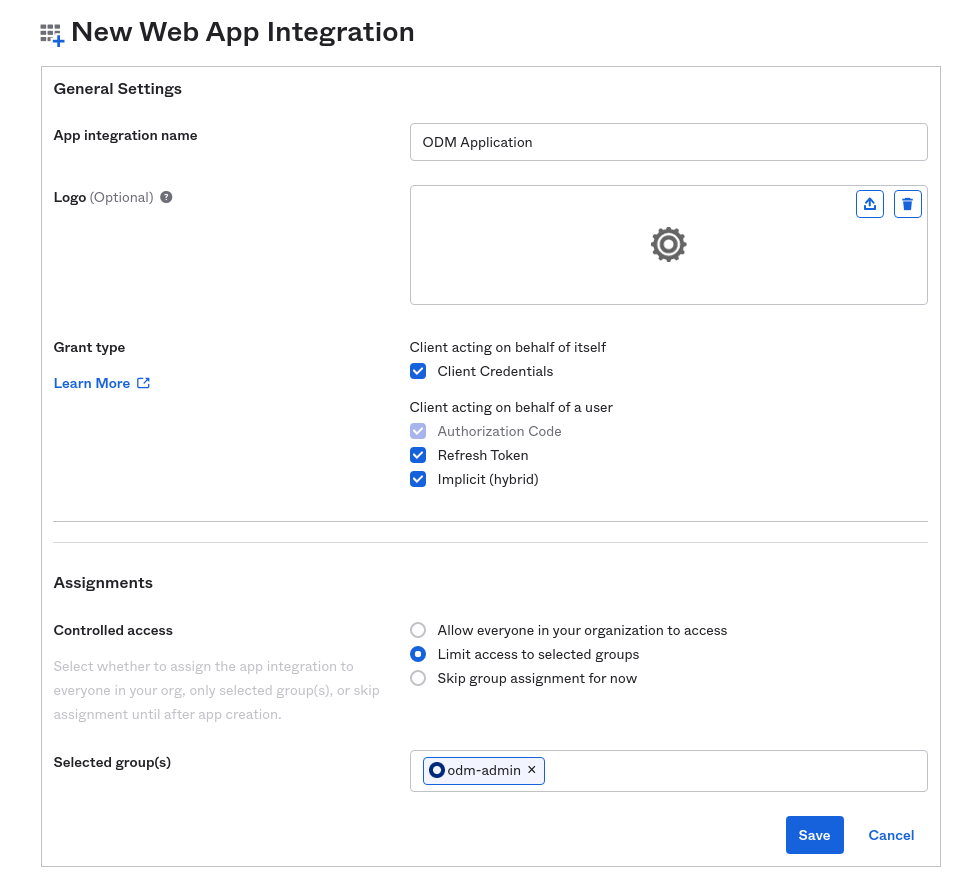 New Web App Integration
General Settings
App integration name
ODM Application
Logo (Optional) ?
Grant type
Learn More
Client acting on behalf of itself
Client Credentials
Client acting on behalf of a user
Authorization Code
Refresh Token
Implicit (hybrid)
Assignments
Controlled access
Select whether to assign the app integration to
everyone in your org, only selected group(s), or skip
assignment until after app creation.
Allow everyone in your organization to access
Limit access to selected groups
Skip group assignment for now
Selected group(s)
odm-admin ×
Save Cancel